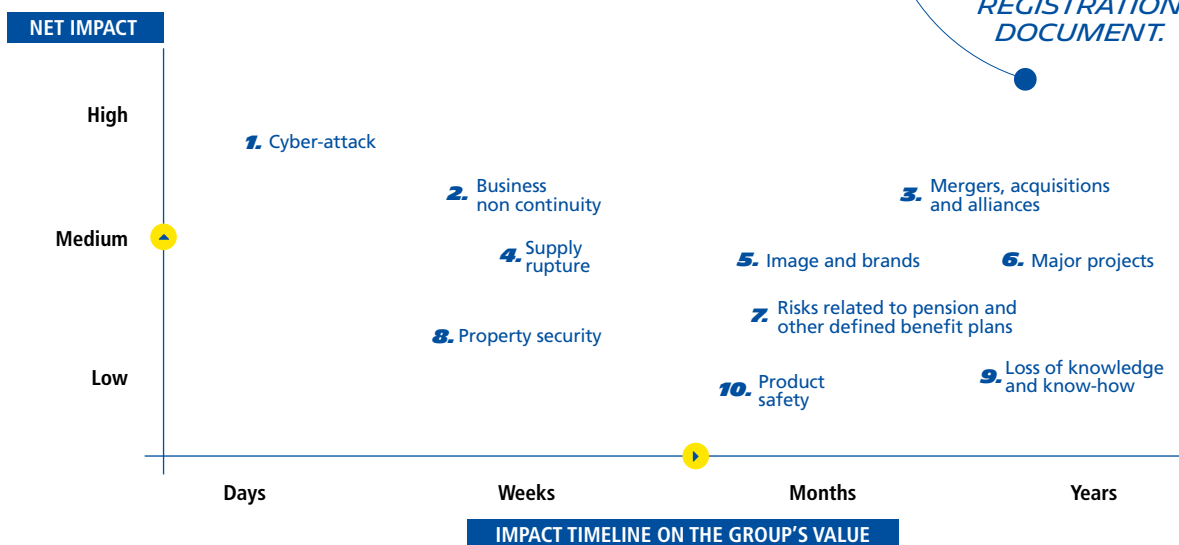 REGISTRATION
DOCUMENT.
NET IMPACT
High
1. Cyber-attack
2. Business
non continuity
3. Mergers, acquisitions
and alliances
Medium
4. Supply
rupture
5. Image and brands
6. Major projects
7. Risks related to pension and
other defined benefit plans
8. Property security
Low
9. Loss of knowledge
and know-how
10. Product
safety
Days
Weeks
Months
Years
IMPACT TIMELINE ON THE GROUP'S VALUE